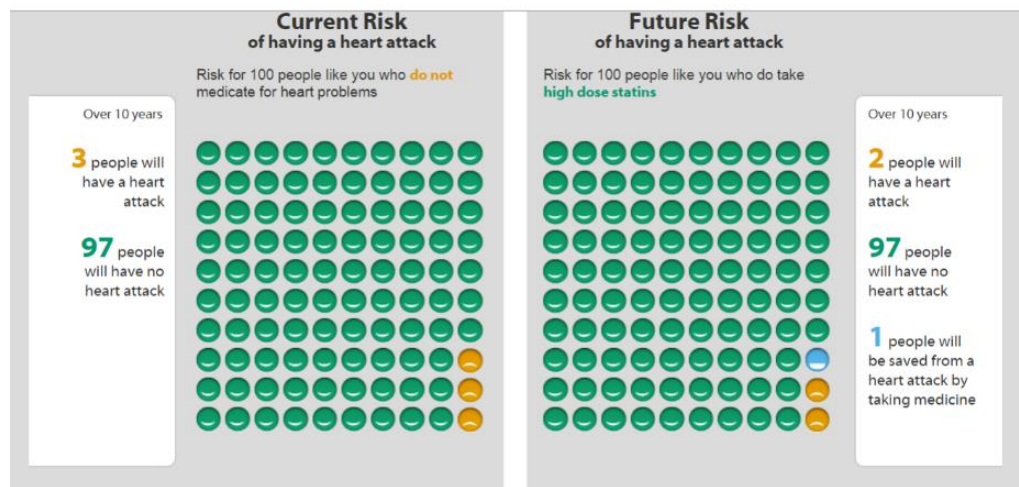 Current Risk
of having a heart attack
Risk for 100 people like you who do not
medicate for heart problems
Over 10 years
3 people will
have a heart
attack
97 people
will have no
heart attack
Future Risk
of having a heart attack
Risk for 100 people like you who do take
high dose statins
Over 10 years
2 people will
have a heart
attack
97 people
will have no
heart attack
1 people will
be saved from a
heart attack by
taking medicine